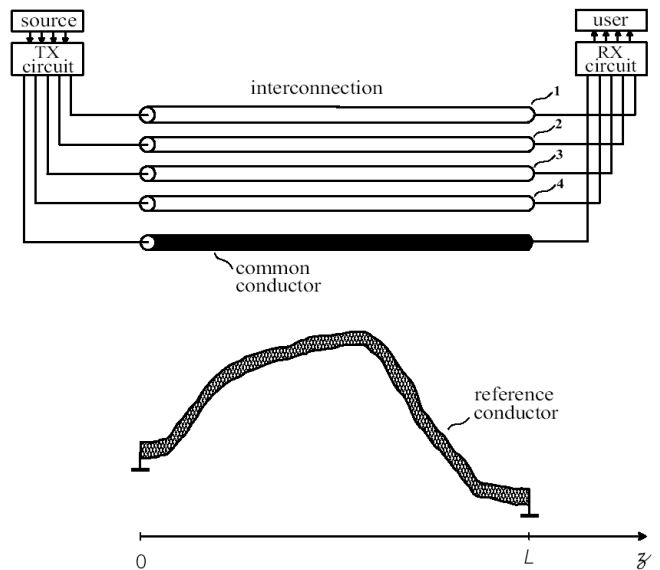 source
user
TX
circuit
RX
circuit
interconnection
1
2
3
4
common
conductor
reference
conductor
0
L
z